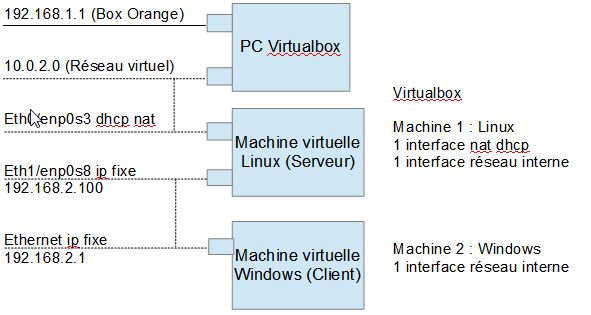 192.168.1.1 (Box Orange)
PC Virtualbox
10.0.2.0 (Réseau virtuel)
Virtualbox
enp0s3 dhcp nat
Machine virtuelle
Linux (Serveur)
Machine 1 : Linux
1 interface nat dhcp
1 interface réseau interne
Eth1/enp0s8 ip fixe
192.168.2.100
Ethernet ip fixe
192.168.2.1
Machine virtuelle
Windows (Client)
Machine 2 : Windows
1 interface réseau interne